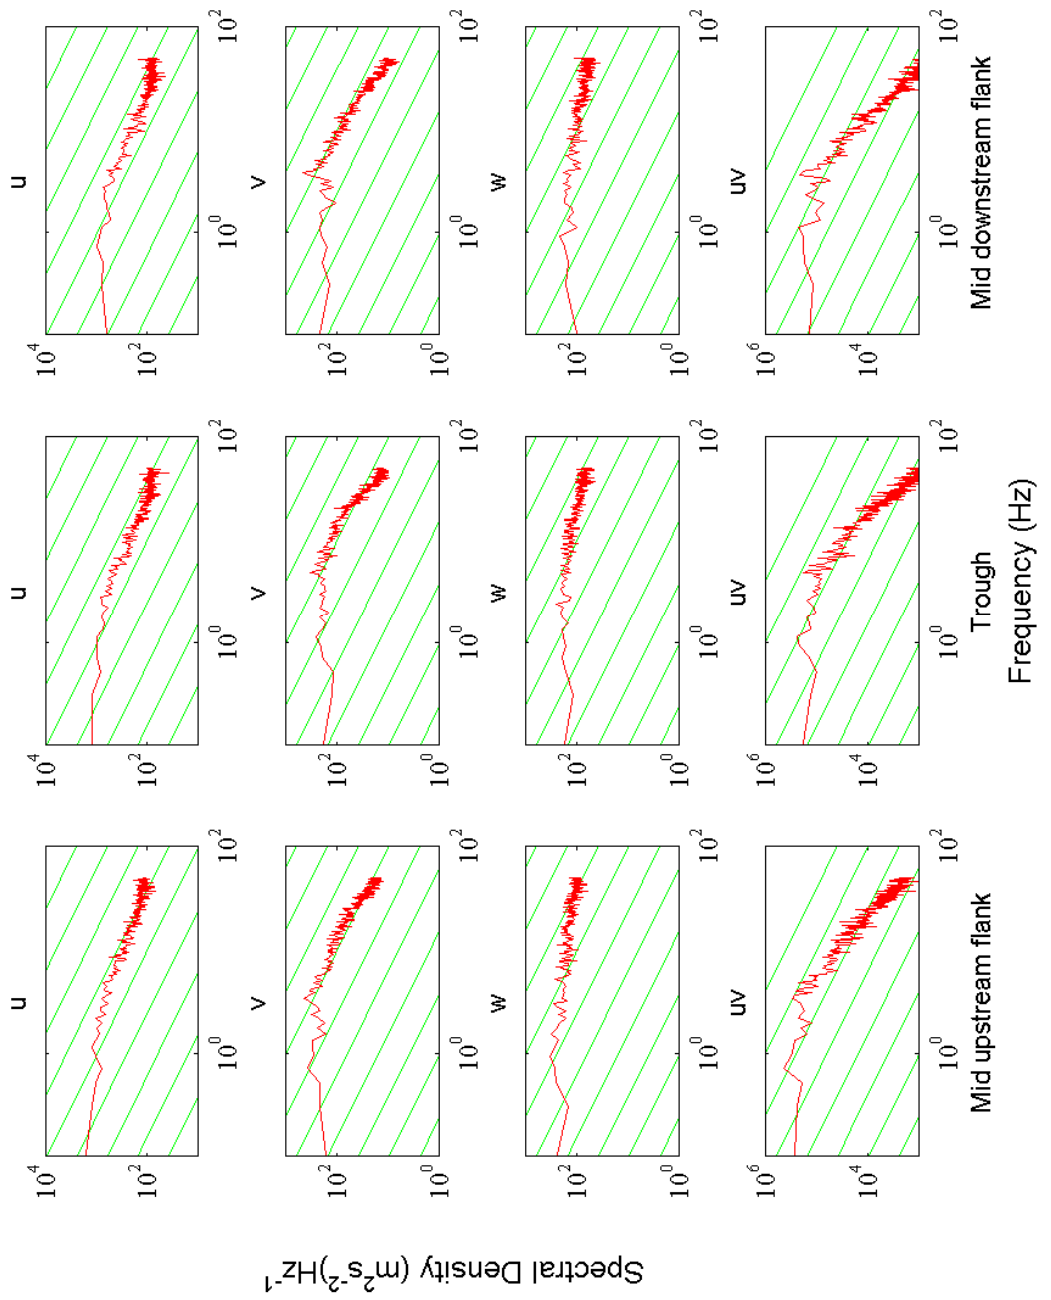 u u u
10⁴ 10⁴ 10⁴
10² 10² 10²
10⁰ 10² 10⁰ 10² 10⁰ 10²
v v v
10² 10² 10²
10⁰ 10⁰ 10⁰
10⁰ 10² 10⁰ 10² 10⁰ 10²
w w w
10² 10² 10²
10⁰ 10⁰ 10⁰
10⁰ 10² 10⁰ 10² 10⁰ 10²
uv uv uv
10⁶ 10⁶ 10⁶
10⁴ 10⁴ 10⁴
10⁰ 10² 10⁰ 10² 10⁰ 10²
Mid upstream flank Trough Mid downstream flank
Frequency (Hz)
Spectral Density (m²s⁻²)Hz⁻¹